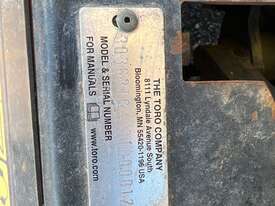 THE TORO COMPANY
8111 Lyndale Avenue South
Bloomington, MN 55420-1196 USA
MODEL & SERIAL NUMBER
FOR MANUALS www.toro.com